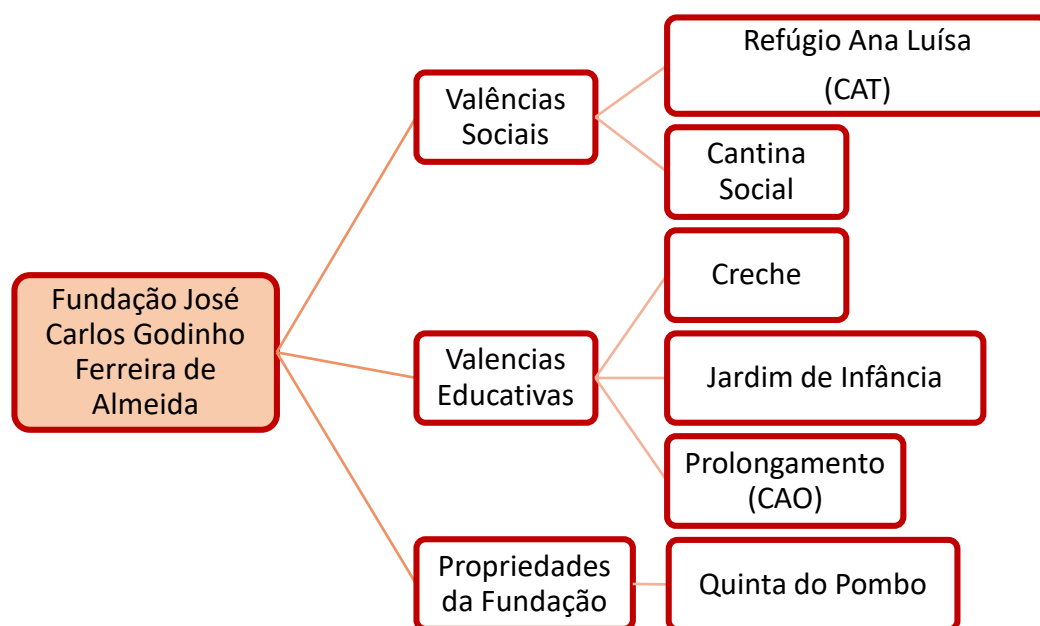 Fundação José
Carlos Godinho
Ferreira de
Almeida
Valências
Sociais
Refúgio Ana Luísa
(CAT)
Cantina
Social
Valencias
Educativas
Creche
Jardim de Infância
Prolongamento
(CAO)
Propriedades
da Fundação
Quinta do Pombo